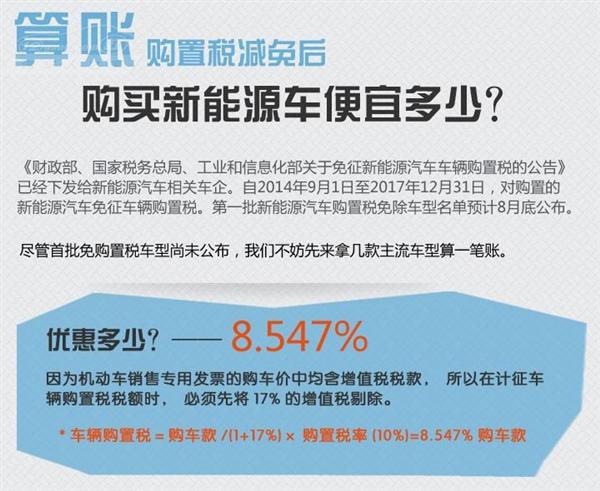 算账 购置税减免后
购买新能源车便宜多少?
《财政部、国家税务总局、工业和信息化部关于免征新能源汽车车辆购置税的公告》
已经下发给新能源汽车相关车企。自2014年9月1日至2017年12月31日，对购置的
新能源汽车免征车辆购置税。第一批新能源汽车购置税免除车型名单预计8月底公布。
尽管首批免购置税车型尚未公布，我们不妨先来拿几款主流车型算一笔账。
优惠多少? —— 8.547%
因为机动车销售专用发票的购车价中均含增值税税款， 所以在计征车
辆购置税税额时， 必须先将 17% 的增值税剔除。
* 车辆购置税 = 购车款 /(1+17%) × 购置税率 (10%)=8.547% 购车款